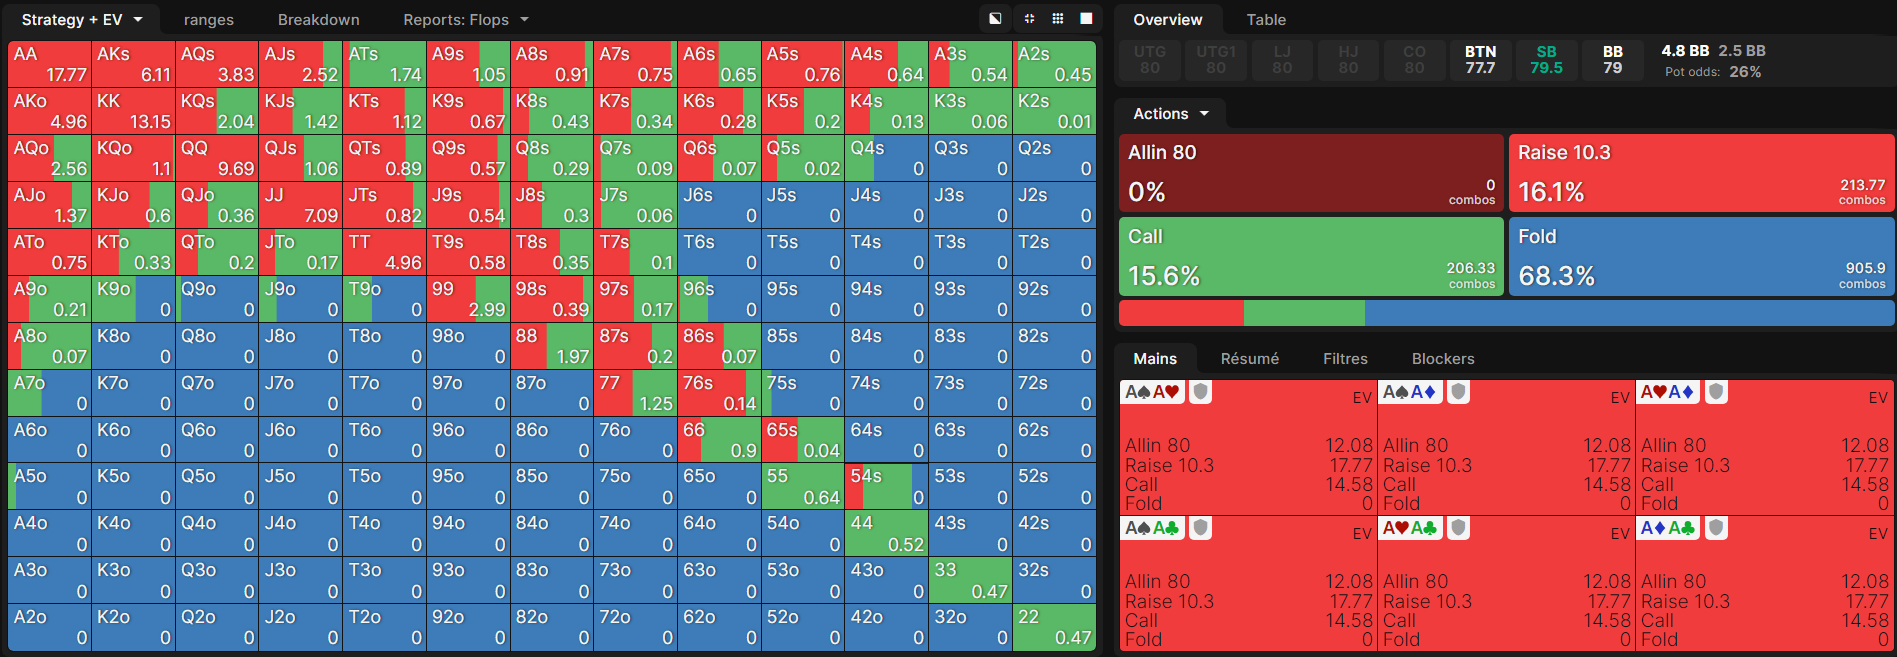 Strategy + EV ranges Breakdown Reports: Flops
AA AKs AQs AJs ATs A9s A8s A7s A6s A5s A4s A3s A2s
17.77 6.11 3.83 2.52 1.74 1.05 0.91 0.75 0.65 0.76 0.64 0.54 0.45
AKo KK KQs KJs KTs K9s K8s K7s K6s K5s K4s K3s K2s
4.96 13.15 2.04 1.42 1.12 0.67 0.43 0.34 0.28 0.2 0.13 0.06 0.01
AQo KQo QQ QJs QTs Q9s Q8s Q7s Q6s Q5s Q4s Q3s Q2s
2.56 1.1 9.69 1.06 0.89 0.57 0.29 0.09 0.07 0.02 0 0 0
AJo KJo QJo JJ JTs J9s J8s J7s J6s J5s J4s J3s J2s
1.37 0.6 0.36 7.09 0.82 0.54 0.3 0.06 0 0 0 0 0
ATo KTo QTo JTo TT T9s T8s T7s T6s T5s T4s T3s T2s
0.75 0.33 0.2 0.17 4.96 0.58 0.35 0.1 0 0 0 0 0
A9o K9o Q9o J9o T9o 99 98s 97s 96s 95s 94s 93s 92s
0.21 0 0 0 0 2.99 0.39 0.17 0 0 0 0 0
A8o K8o Q8o J8o T8o 98o 88 87s 86s 85s 84s 83s 82s
0.07 0 0 0 0 0 1.97 0.2 0.07 0 0 0 0
A7o K7o Q7o J7o T7o 97o 87o 77 76s 75s 74s 73s 72s
0 0 0 0 0 0 0 1.25 0.14 0 0 0 0
A6o K6o Q6o J6o T6o 96o 86o 76o 66 65s 64s 63s 62s
0 0 0 0 0 0 0 0 0.9 0.04 0 0 0
A5o K5o Q5o J5o T5o 95o 85o 75o 65o 55 54s 53s 52s
0 0 0 0 0 0 0 0 0 0.64 0 0 0
A4o K4o Q4o J4o T4o 94o 84o 74o 64o 54o 44 43s 42s
0 0 0 0 0 0 0 0 0 0 0.52 0 0
A3o K3o Q3o J3o T3o 93o 83o 73o 63o 53o 43o 33 32s
0 0 0 0 0 0 0 0 0 0 0 0.47 0
A2o K2o Q2o J2o T2o 92o 82o 72o 62o 52o 42o 32o 22
0 0 0 0 0 0 0 0 0 0 0 0 0.47
Overview Table
UTG UTG1 LJ HJ CO BTN SB BB 4.8 BB 2.5 BB
80 80 80 80 80 77.7 79.5 79 Pot odds: 26%
Actions
Allin 80 Raise 10.3
0% 0 combos 16.1% 213.77 combos
Call Fold
15.6% 206.33 combos 68.3% 905.9 combos
Mains Résumé Filtres Blockers
A♠A♥ EV A♠A♦ EV A♥A♦ EV
Allin 80 12.08 Allin 80 12.08 Allin 80 12.08
Raise 10.3 17.77 Raise 10.3 17.77 Raise 10.3 17.77
Call 14.58 Call 14.58 Call 14.58
Fold 0 Fold 0 Fold 0
A♠A♣ EV A♥A♣ EV A♦A♣ EV
Allin 80 12.08 Allin 80 12.08 Allin 80 12.08
Raise 10.3 17.77 Raise 10.3 17.77 Raise 10.3 17.77
Call 14.58 Call 14.58 Call 14.58
Fold 0 Fold 0 Fold 0